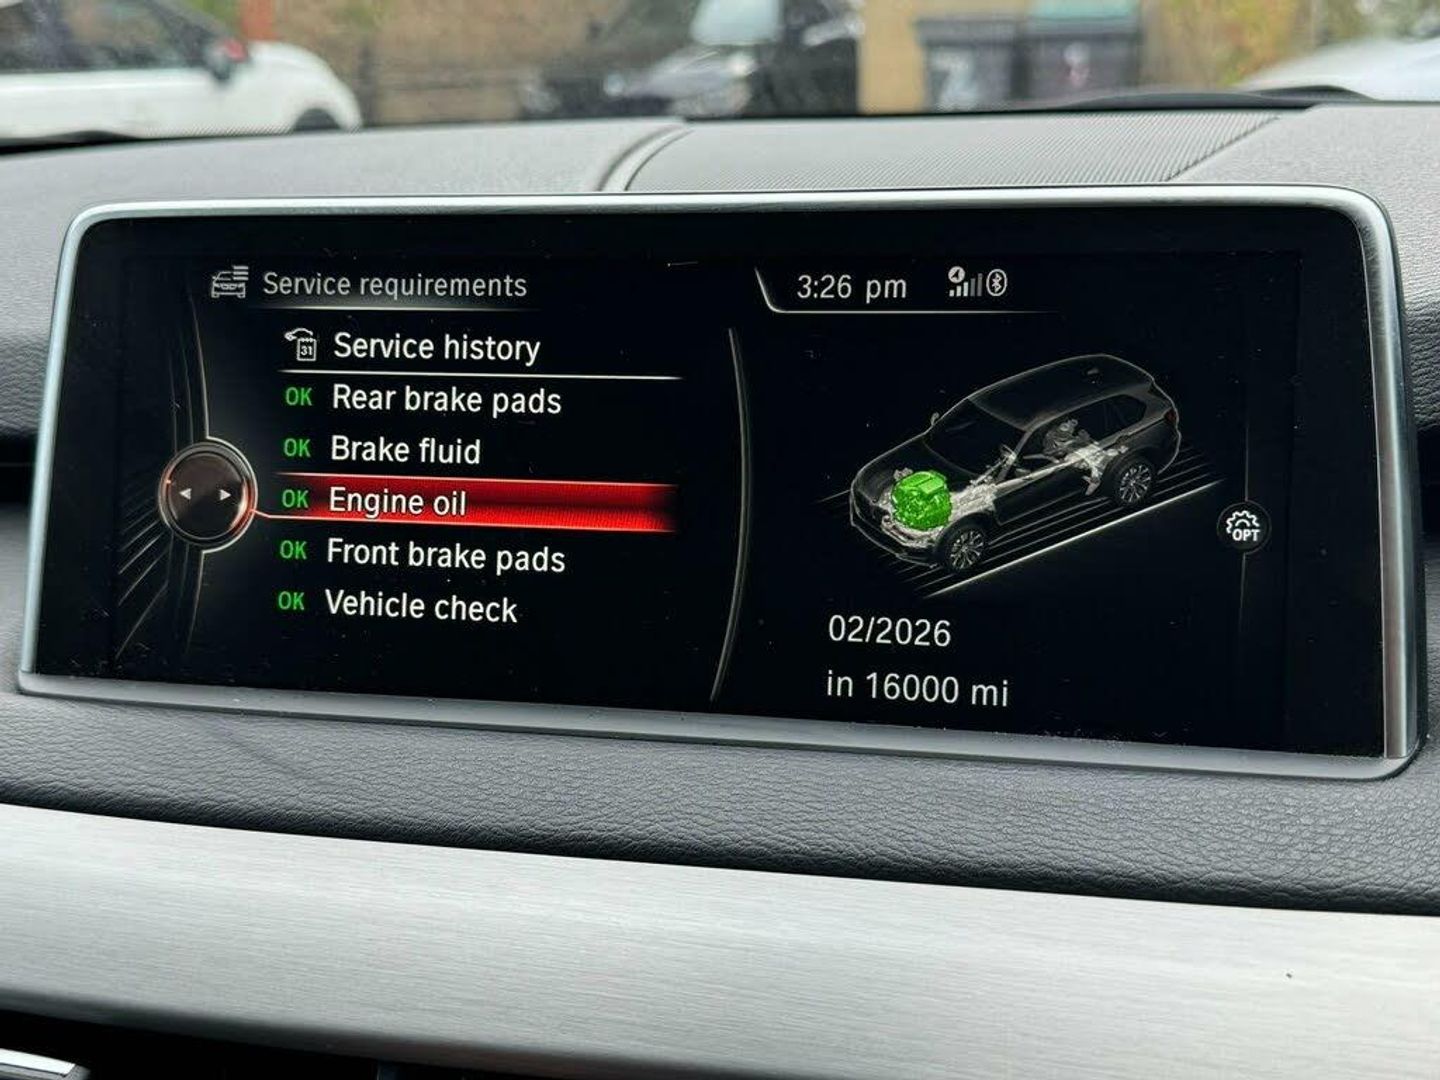 Service requirements
3:26 pm
31 Service history
OK Rear brake pads
OK Brake fluid
OK Engine oil
OK Front brake pads
OK Vehicle check
OPT
02/2026
in 16000 mi